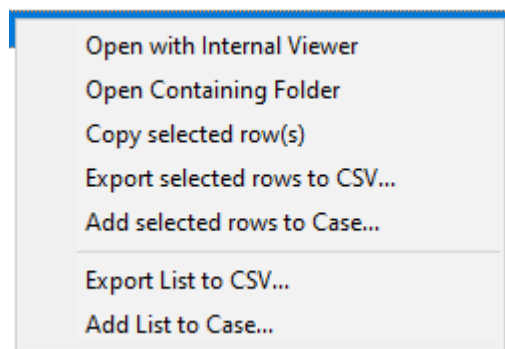 Open with Internal Viewer
Open Containing Folder
Copy selected row(s)
Export selected rows to CSV...
Add selected rows to Case...
Export List to CSV...
Add List to Case...